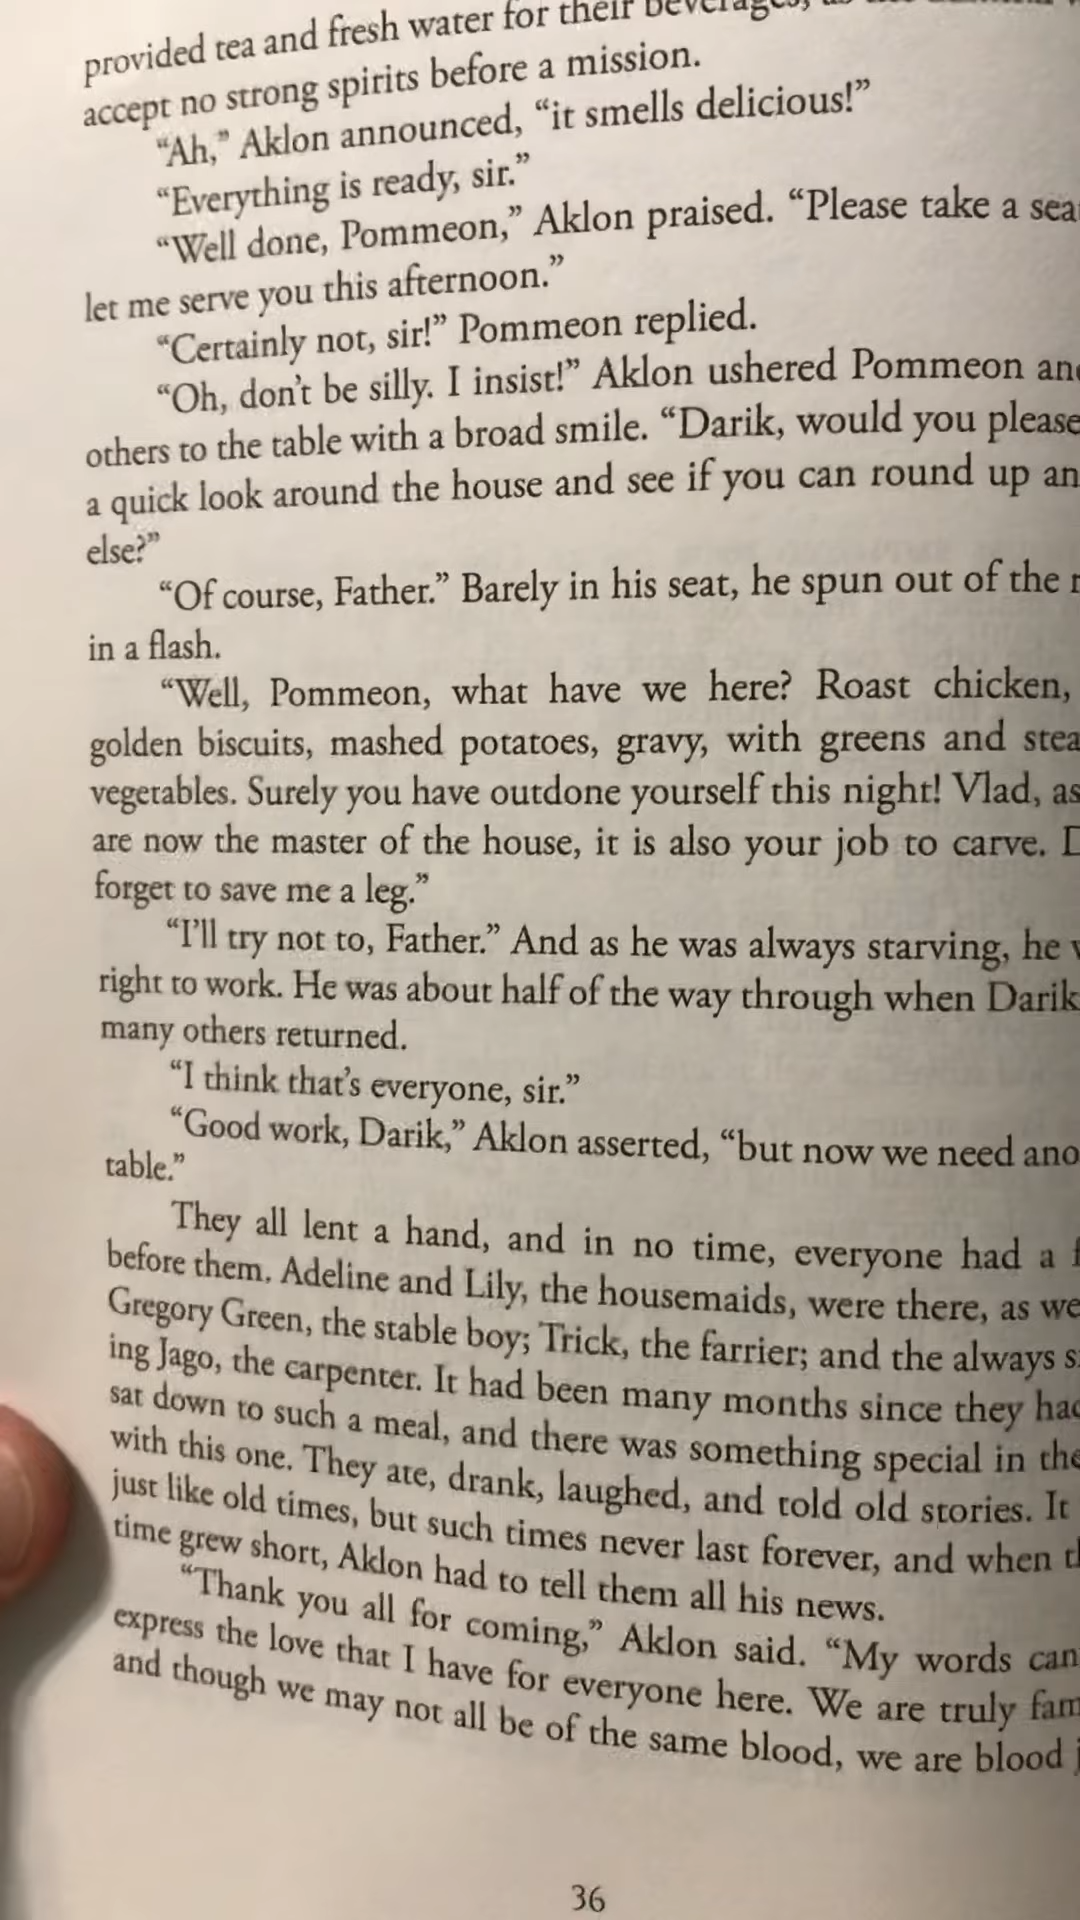 provided tea and fresh water for their beverages,
accept no strong spirits before a mission.
“Ah,” Aklon announced, “it smells delicious!”
“Everything is ready, sir.”
“Well done, Pommeon,” Aklon praised. “Please take a
let me serve you this afternoon.”
“Certainly not, sir!” Pommeon replied.
“Oh, don’t be silly. I insist!” Aklon ushered Pommeon
others to the table with a broad smile. “Darik, would you please
a quick look around the house and see if you can round up
else?”
“Of course, Father.” Barely in his seat, he spun out of the
in a flash.
“Well, Pommeon, what have we here? Roast chicken,
golden biscuits, mashed potatoes, gravy, with greens and
vegetables. Surely you have outdone yourself this night! Vlad, as
are now the master of the house, it is also your job to carve.
forget to save me a leg.”
“I’ll try not to, Father.” And as he was always starving, he
right to work. He was about half of the way through when Darik
many others returned.
“I think that’s everyone, sir.”
“Good work, Darik,” Aklon asserted, “but now we need
table.”
They all lent a hand, and in no time, everyone had a
before them. Adeline and Lily, the housemaids, were there, as
Gregory Green, the stable boy; Trick, the farrier; and the always
ing Jago, the carpenter. It had been many months since they
sat down to such a meal, and there was something special in
with this one. They ate, drank, laughed, and told old stories. It
just like old times, but such times never last forever, and when
time grew short, Aklon had to tell them all his news.
“Thank you all for coming,” Aklon said. “My words
express the love that I have for everyone here. We are truly
and though we may not all be of the same blood, we are blood
36